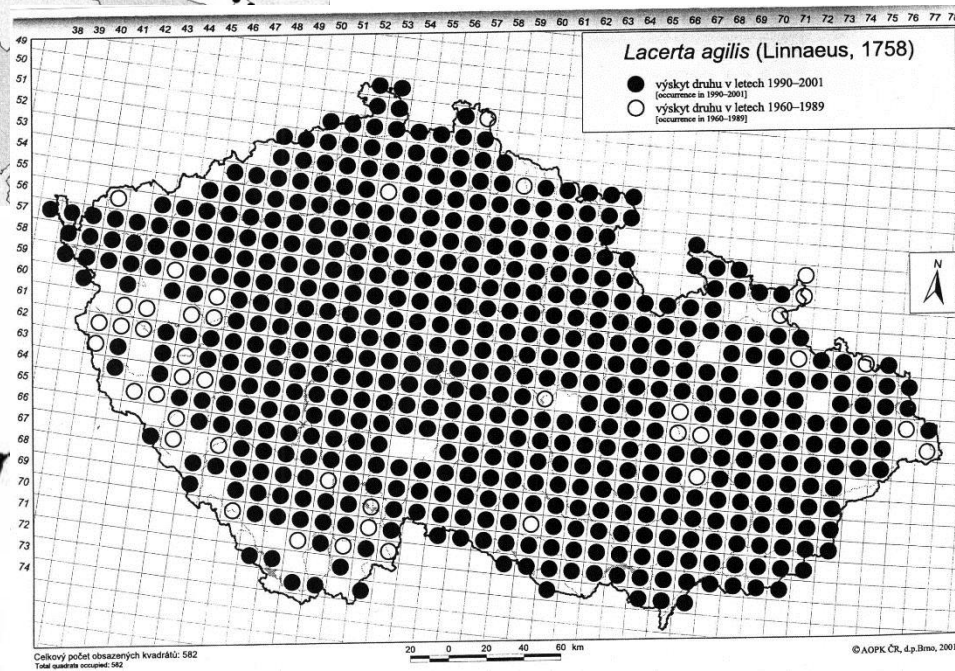 38 39 40 41 42 43 44 45 46 47 48 49 50 51 52 53 54 55 56 57 58 59 60 61 62 63 64 65 66 67 68 69 70 71 72 73 74 75 76 77
49
50
51
52
53
54
55
56
57
58
59
60
61
62
63
64
65
66
67
68
69
70
71
72
73
74
Lacerta agilis (Linnaeus, 1758)
výskyt druhu v letech 1990–2001
[occurrence in 1990–2001]
výskyt druhu v letech 1960–1989
[occurrence in 1960–1989]
N
Celkový počet obsazených kvadrátů: 582
Total quadrats occupied: 582
20 0 20 40 60 km
© AOPK ČR, d.p.Brno, 2001